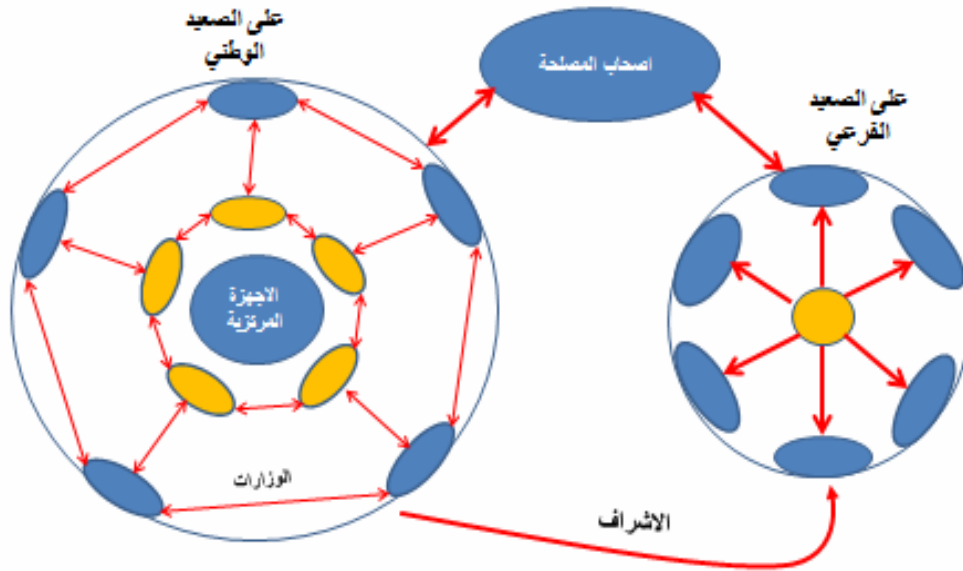 على الصعيد
الوطني
اصحاب المصلحة
على الصعيد
الفرعي
الاجهزة
المركزية
الوزارات
الاشراف